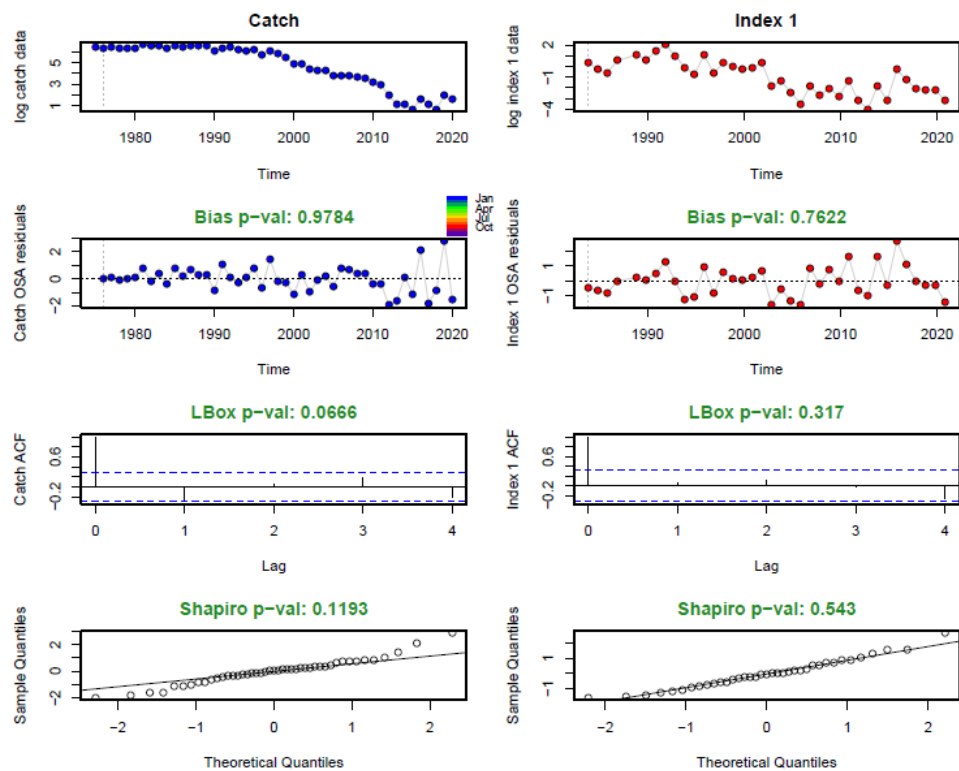 Catch
log catch data
1 3 5
1980 1990 2000 2010 2020
Time
Index 1
log index 1 data
-4 -1 2
1990 2000 2010 2020
Time
Jan
Apr
Jul
Oct
Bias p-val: 0.9784
Catch OSA residuals
-2 0 2
1980 1990 2000 2010 2020
Time
Bias p-val: 0.7622
Index 1 OSA residuals
-1 1
1990 2000 2010 2020
Time
LBox p-val: 0.0666
Catch ACF
-0.2 0.6
0 1 2 3 4
Lag
LBox p-val: 0.317
Index 1 ACF
-0.2 0.6
0 1 2 3 4
Lag
Shapiro p-val: 0.1193
Sample Quantiles
-2 0 2
-2 -1 0 1 2
Theoretical Quantiles
Shapiro p-val: 0.543
Sample Quantiles
-1 1
-2 -1 0 1 2
Theoretical Quantiles